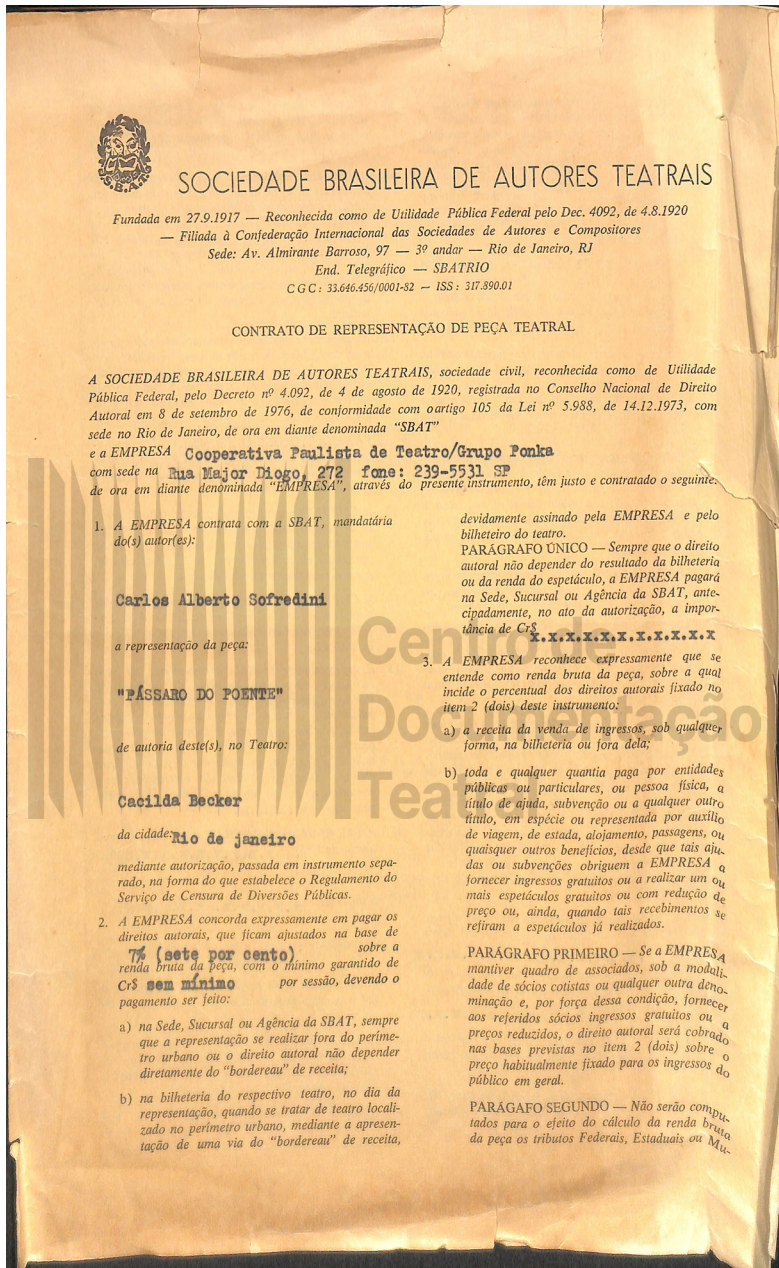 S.B.A.T.
SOCIEDADE BRASILEIRA DE AUTORES TEATRAIS
Fundada em 27.9.1917 — Reconhecida como de Utilidade Pública Federal pelo Dec. 4092, de 4.8.1920
— Filiada à Confederação Internacional das Sociedades de Autores e Compositores
Sede: Av. Almirante Barroso, 97 — 3º andar — Rio de Janeiro, RJ
End. Telegráfico — SBATRIO
CGC: 33.646.456/0001-82 — ISS: 317.890.01
CONTRATO DE REPRESENTAÇÃO DE PEÇA TEATRAL
A SOCIEDADE BRASILEIRA DE AUTORES TEATRAIS, sociedade civil, reconhecida como de Utilidade
Pública Federal, pelo Decreto nº 4.092, de 4 de agosto de 1920, registrada no Conselho Nacional de Direito
Autoral em 8 de setembro de 1976, de conformidade com oartigo 105 da Lei nº 5.988, de 14.12.1973, com
sede no Rio de Janeiro, de ora em diante denominada "SBAT"
e a EMPRESA Cooperativa Paulista de Teatro/Grupo Ponka
com sede na Rua Major Diogo, 272 fone: 239-5531 SP
de ora em diante denominada "EMPRESA", através do presente instrumento, têm justo e contratado o seguinte:
1. A EMPRESA contrata com a SBAT, mandatária
do(s) autor(es):
Carlos Alberto Sofredini
a representação da peça:
"PÁSSARO DO POENTE"
de autoria deste(s), no Teatro:
Cacilda Becker
da cidade: Rio de janeiro
mediante autorização, passada em instrumento sepa-
rado, na forma do que estabelece o Regulamento do
Serviço de Censura de Diversões Públicas.
2. A EMPRESA concorda expressamente em pagar os
direitos autorais, que ficam ajustados na base de
7% (sete por cento) sobre a
renda bruta da peça, com o mínimo garantido de
Cr$ sem mínimo por sessão, devendo o
pagamento ser feito:
a) na Sede, Sucursal ou Agência da SBAT, sempre
que a representação se realizar fora do períme-
tro urbano ou o direito autoral não depender
diretamente do "bordereau" de receita;
b) na bilheteria do respectivo teatro, no dia da
representação, quando se tratar de teatro locali-
zado no perímetro urbano, mediante a apresen-
tação de uma via do "bordereau" de receita,
devidamente assinado pela EMPRESA e pelo
bilheteiro do teatro.
PARÁGRAFO ÚNICO — Sempre que o direito
autoral não depender do resultado da bilheteria
ou da renda do espetáculo, a EMPRESA pagará
na Sede, Sucursal ou Agência da SBAT, ante-
cipadamente, no ato da autorização, a impor-
tância de Cr$ x.x.x.x.x.x.x.x.x.x.x
3. A EMPRESA reconhece expressamente que se
entende como renda bruta da peça, sobre a qual
incide o percentual dos direitos autorais fixado no
item 2 (dois) deste instrumento:
a) a receita da venda de ingressos, sob qualquer
forma, na bilheteria ou fora dela;
b) toda e qualquer quantia paga por entidades
públicas ou particulares, ou pessoa física, a
título de ajuda, subvenção ou a qualquer outro
título, em espécie ou representada por auxílio
de viagem, de estada, alojamento, passagens, ou
quaisquer outros benefícios, desde que tais aju-
das ou subvenções obriguem a EMPRESA a
fornecer ingressos gratuitos ou a realizar um ou
mais espetáculos gratuitos ou com redução de
preço ou, ainda, quando tais recebimentos se
refiram a espetáculos já realizados.
PARÁGRAFO PRIMEIRO — Se a EMPRESA
mantiver quadro de associados, sob a modali-
dade de sócios cotistas ou qualquer outra deno-
minação e, por força dessa condição, fornecer
aos referidos sócios ingressos gratuitos ou a
preços reduzidos, o direito autoral será cobrado
nas bases previstas no item 2 (dois) sobre o
preço habitualmente fixado para os ingressos do
público em geral.
PARÁGAFO SEGUNDO — Não serão compu-
tados para o efeito do cálculo da renda bruta
da peça os tributos Federais, Estaduais ou Mu-
Centro de
Documentação
Teatral